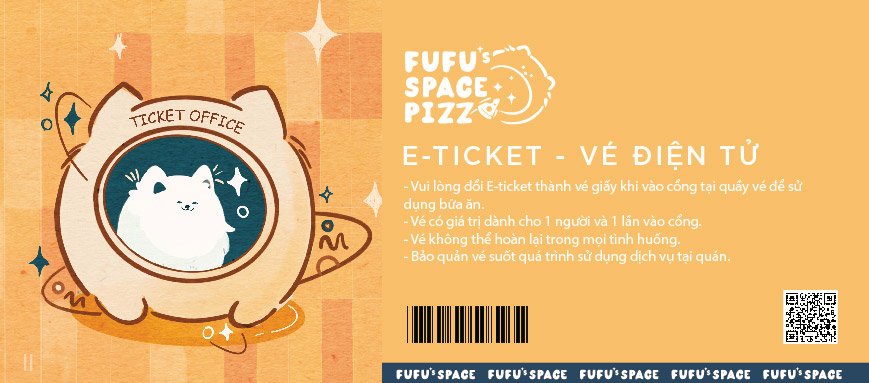 TICKET OFFICE
FUFU's
SPACE
PIZZ
E-TICKET - VÉ ĐIỆN TỬ
- Vui lòng đổi E-ticket thành vé giấy khi vào cổng tại quầy vé để sử
dụng bữa ăn.
- Vé có giá trị dành cho 1 người và 1 lần vào cổng.
- Vé không thể hoàn lại trong mọi tình huống.
- Bảo quản vé suốt quá trình sử dụng dịch vụ tại quán.
FUFU's SPACE FUFU's SPACE FUFU's SPACE FUFU's SPACE FUFU's SPACE